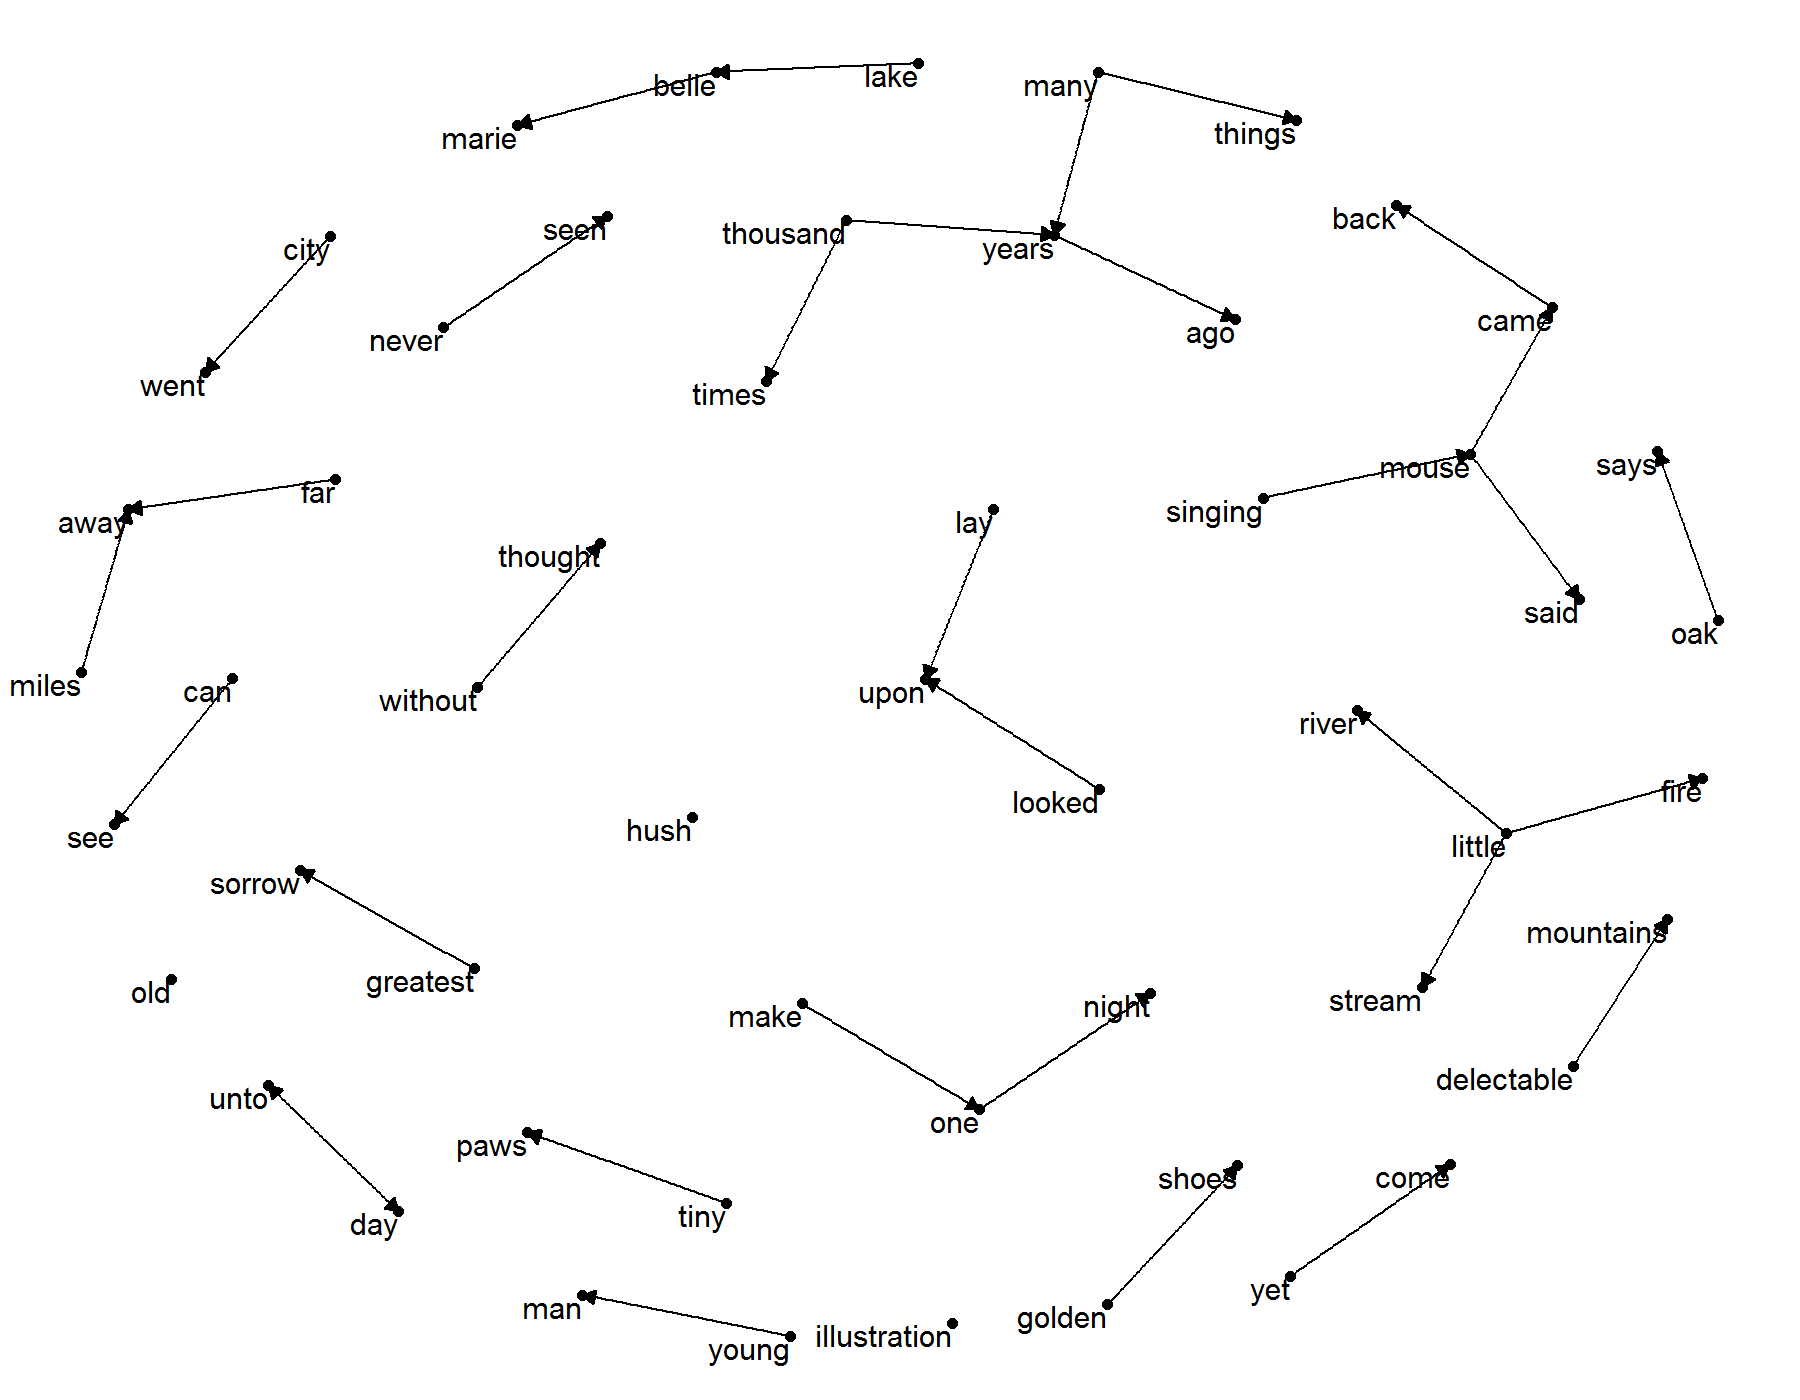 lake
belle
many
marie
things
back
seen
thousand
city
years
came
ago
never
went
times
mouse
says
far
singing
away
lay
thought
said
oak
miles
can
without
upon
river
fire
looked
hush
see
little
sorrow
mountains
greatest
old
stream
night
make
delectable
unto
one
paws
shoes
come
tiny
day
yet
man
golden
illustration
young